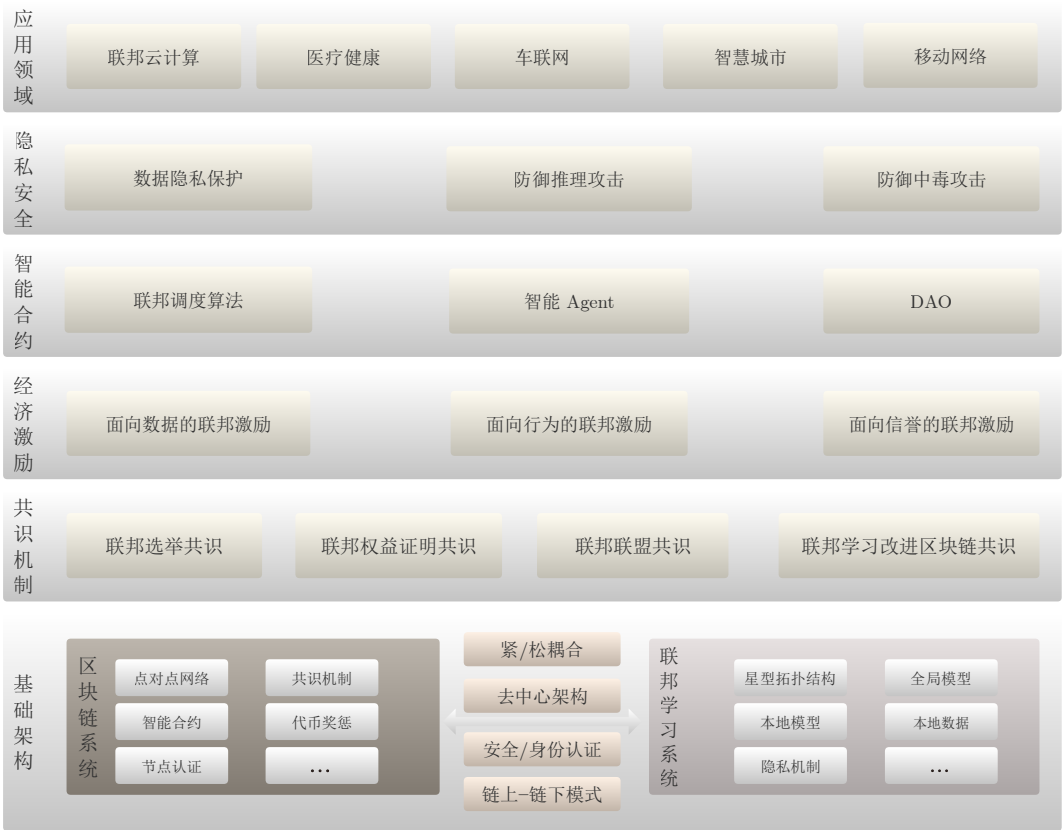 应用领域
联邦云计算
医疗健康
车联网
智慧城市
移动网络
隐私安全
数据隐私保护
防御推理攻击
防御中毒攻击
智能合约
联邦调度算法
智能 Agent
DAO
经济激励
面向数据的联邦激励
面向行为的联邦激励
面向信誉的联邦激励
共识机制
联邦选举共识
联邦权益证明共识
联邦联盟共识
联邦学习改进区块链共识
基础架构
区块链系统
点对点网络
共识机制
智能合约
代币奖惩
节点认证
…
紧/松耦合
去中心架构
安全/身份认证
链上-链下模式
联邦学习系统
星型拓扑结构
全局模型
本地模型
本地数据
隐私机制
…